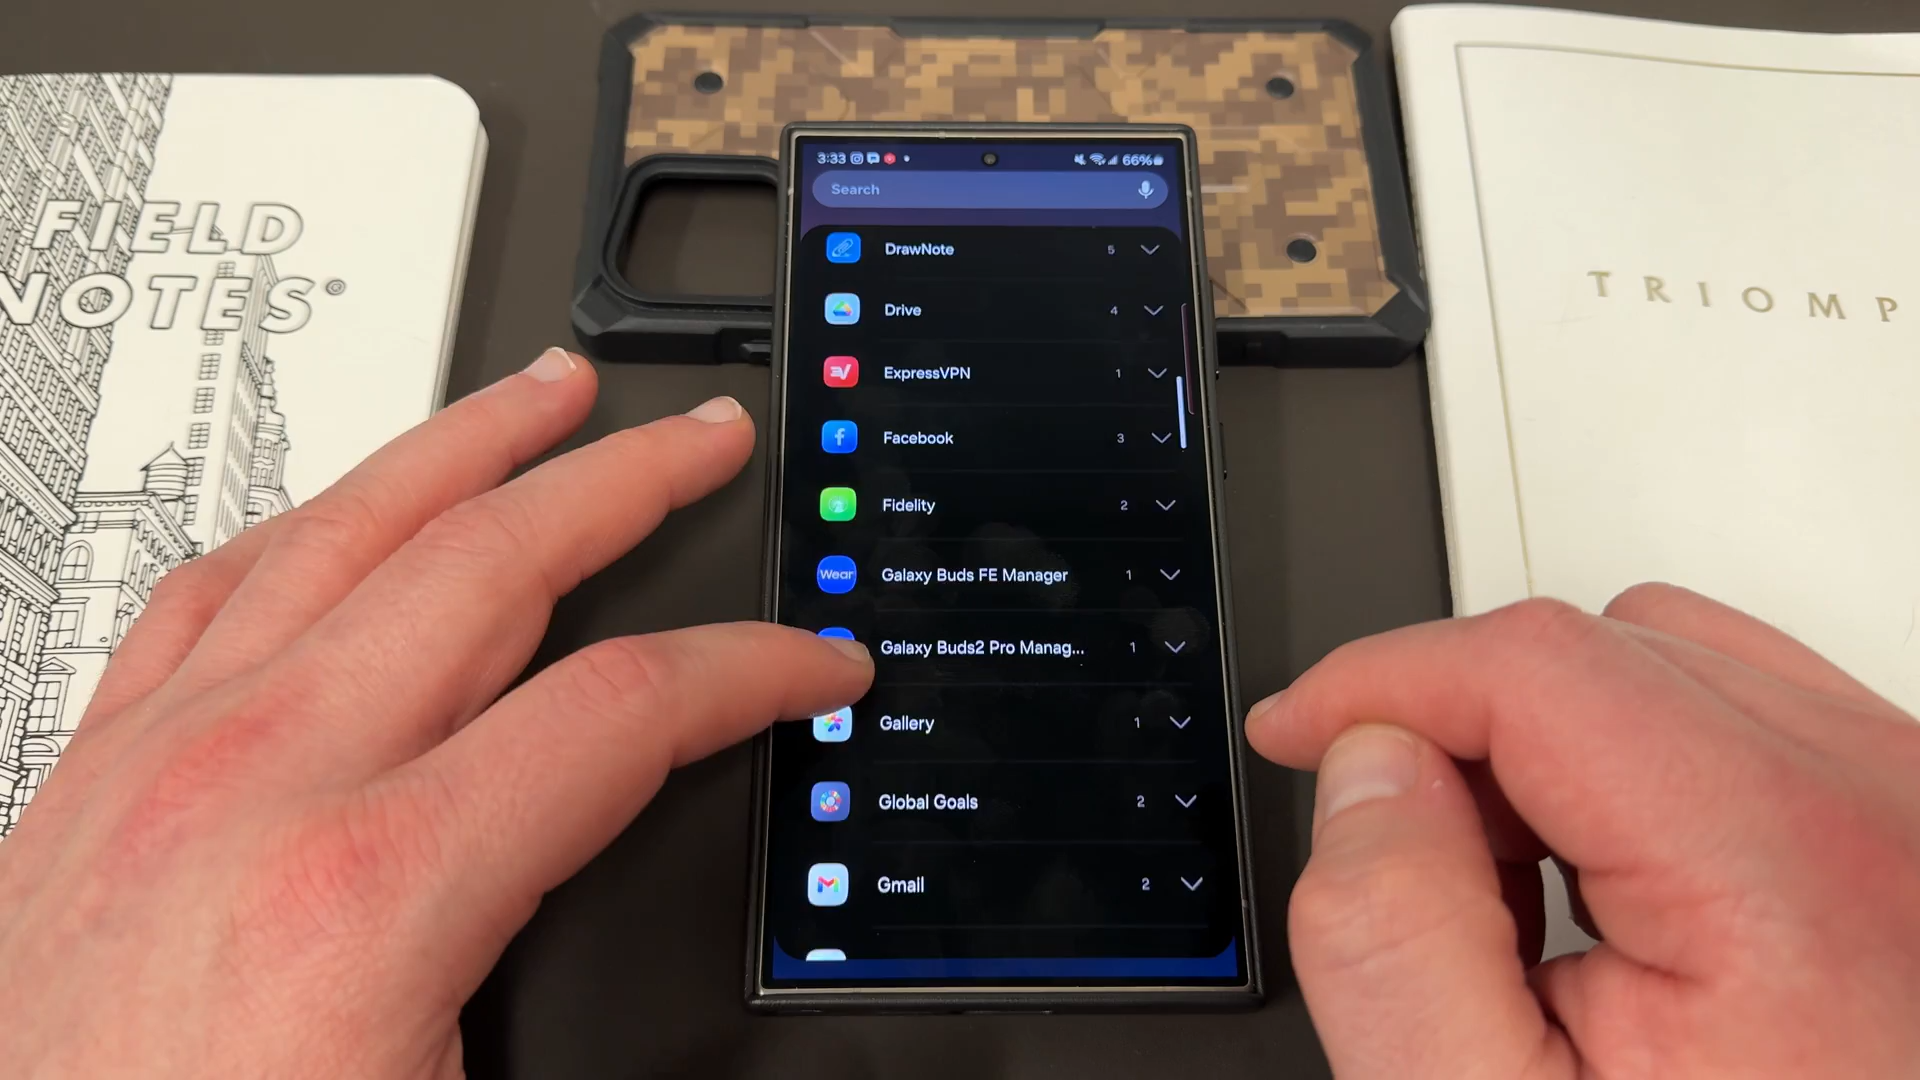 FIELD
NOTES®
TRIOMP
3:33
66%
Search
DrawNote 5
Drive 4
ExpressVPN 1
Facebook 3
Fidelity 2
Wear Galaxy Buds FE Manager 1
Galaxy Buds2 Pro Manag... 1
Gallery 1
Global Goals 2
Gmail 2